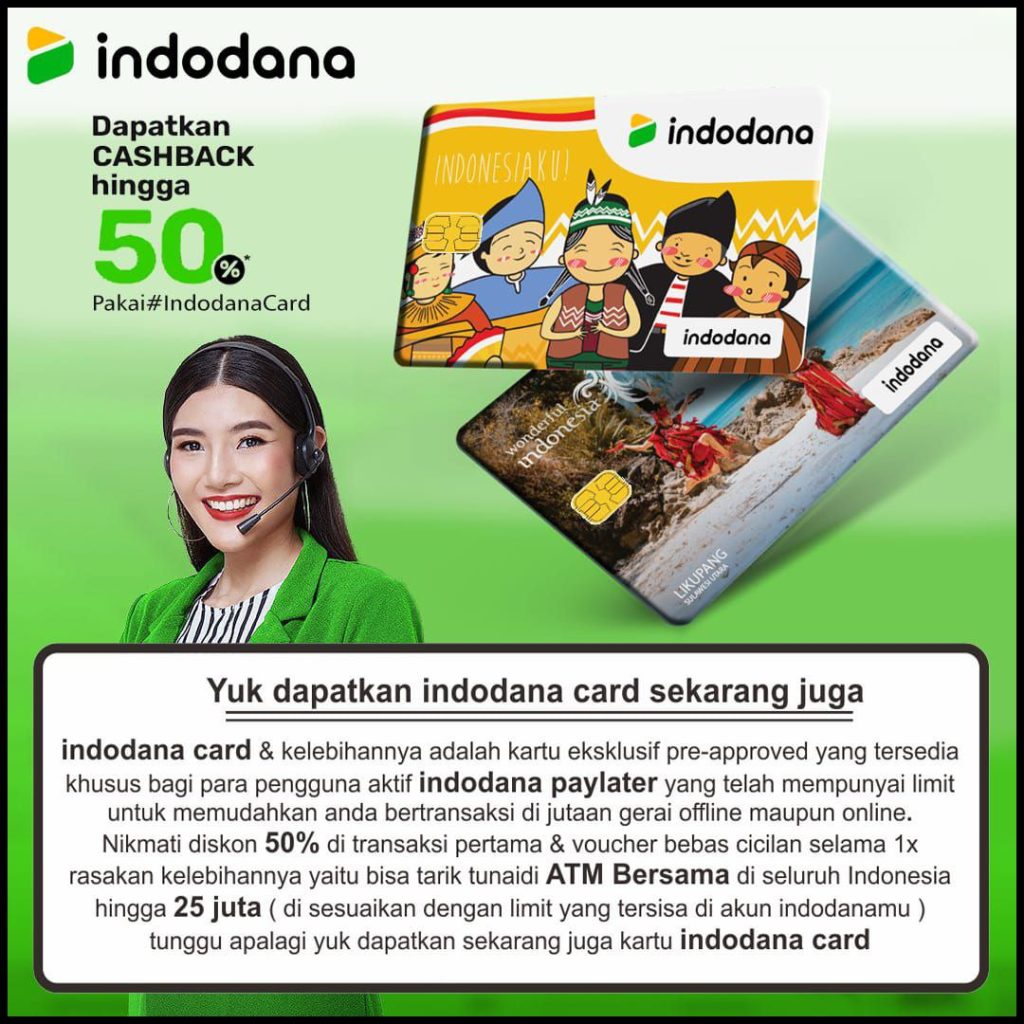 indodana
Dapatkan
CASHBACK
hingga
50%*
Pakai#IndodanaCard
indodana
INDONESIAKU!
indodana
indodana
wonderful
indonesia
LIKUPANG
SULAWESI UTARA
Yuk dapatkan indodana card sekarang juga
indodana card & kelebihannya adalah kartu eksklusif pre-approved yang tersedia
khusus bagi para pengguna aktif indodana paylater yang telah mempunyai limit
untuk memudahkan anda bertransaksi di jutaan gerai offline maupun online.
Nikmati diskon 50% di transaksi pertama & voucher bebas cicilan selama 1x
rasakan kelebihannya yaitu bisa tarik tunaidi ATM Bersama di seluruh Indonesia
hingga 25 juta ( di sesuaikan dengan limit yang tersisa di akun indodanamu )
tunggu apalagi yuk dapatkan sekarang juga kartu indodana card